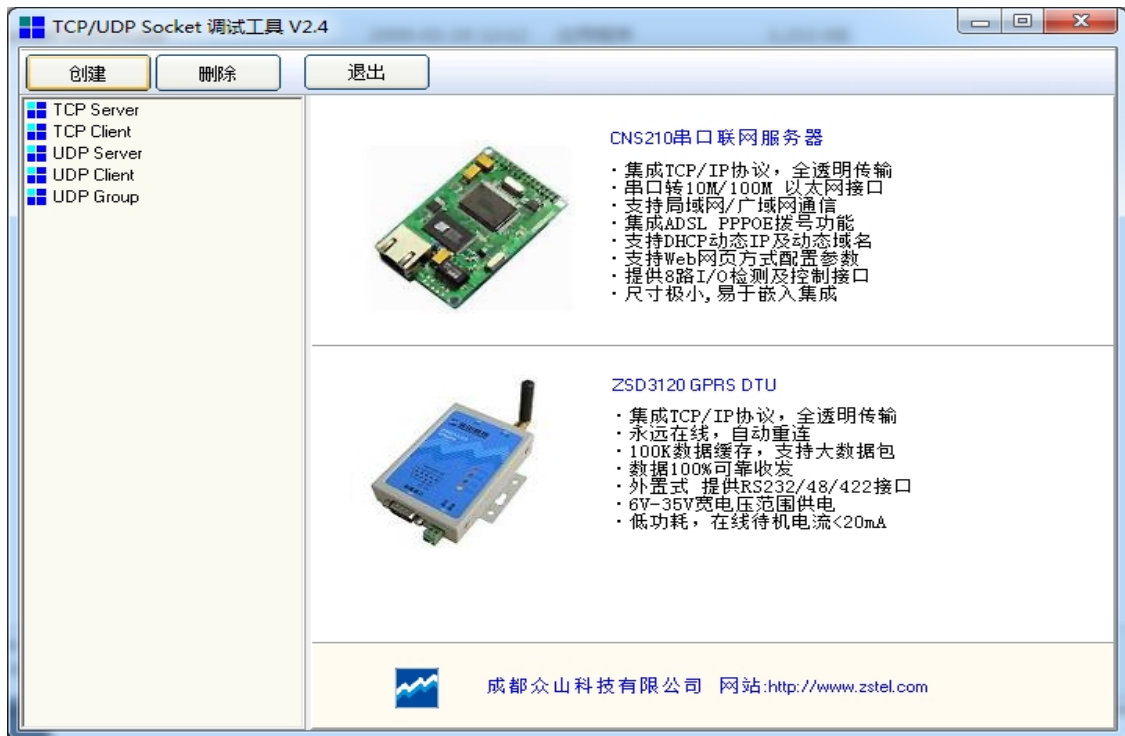 TCP/UDP Socket 调试工具 V2.4
创建 删除 退出
TCP Server
TCP Client
UDP Server
UDP Client
UDP Group
CNS210串口联网服务器
·集成TCP/IP协议，全透明传输
·串口转10M/100M 以太网接口
·支持局域网/广域网通信
·集成ADSL PPPOE拨号功能
·支持DHCP动态IP及动态域名
·支持Web网页方式配置参数
·提供8路I/O检测及控制接口
·尺寸极小,易于嵌入集成
ZSD3120 GPRS DTU
·集成TCP/IP协议，全透明传输
·永远在线，自动重连
·100K数据缓存，支持大数据包
·数据100%可靠收发
·外置式 提供RS232/48/422接口
·6V-35V宽电压范围供电
·低功耗，在线待机电流<20mA
成都众山科技有限公司 网站:http://www.zstel.com